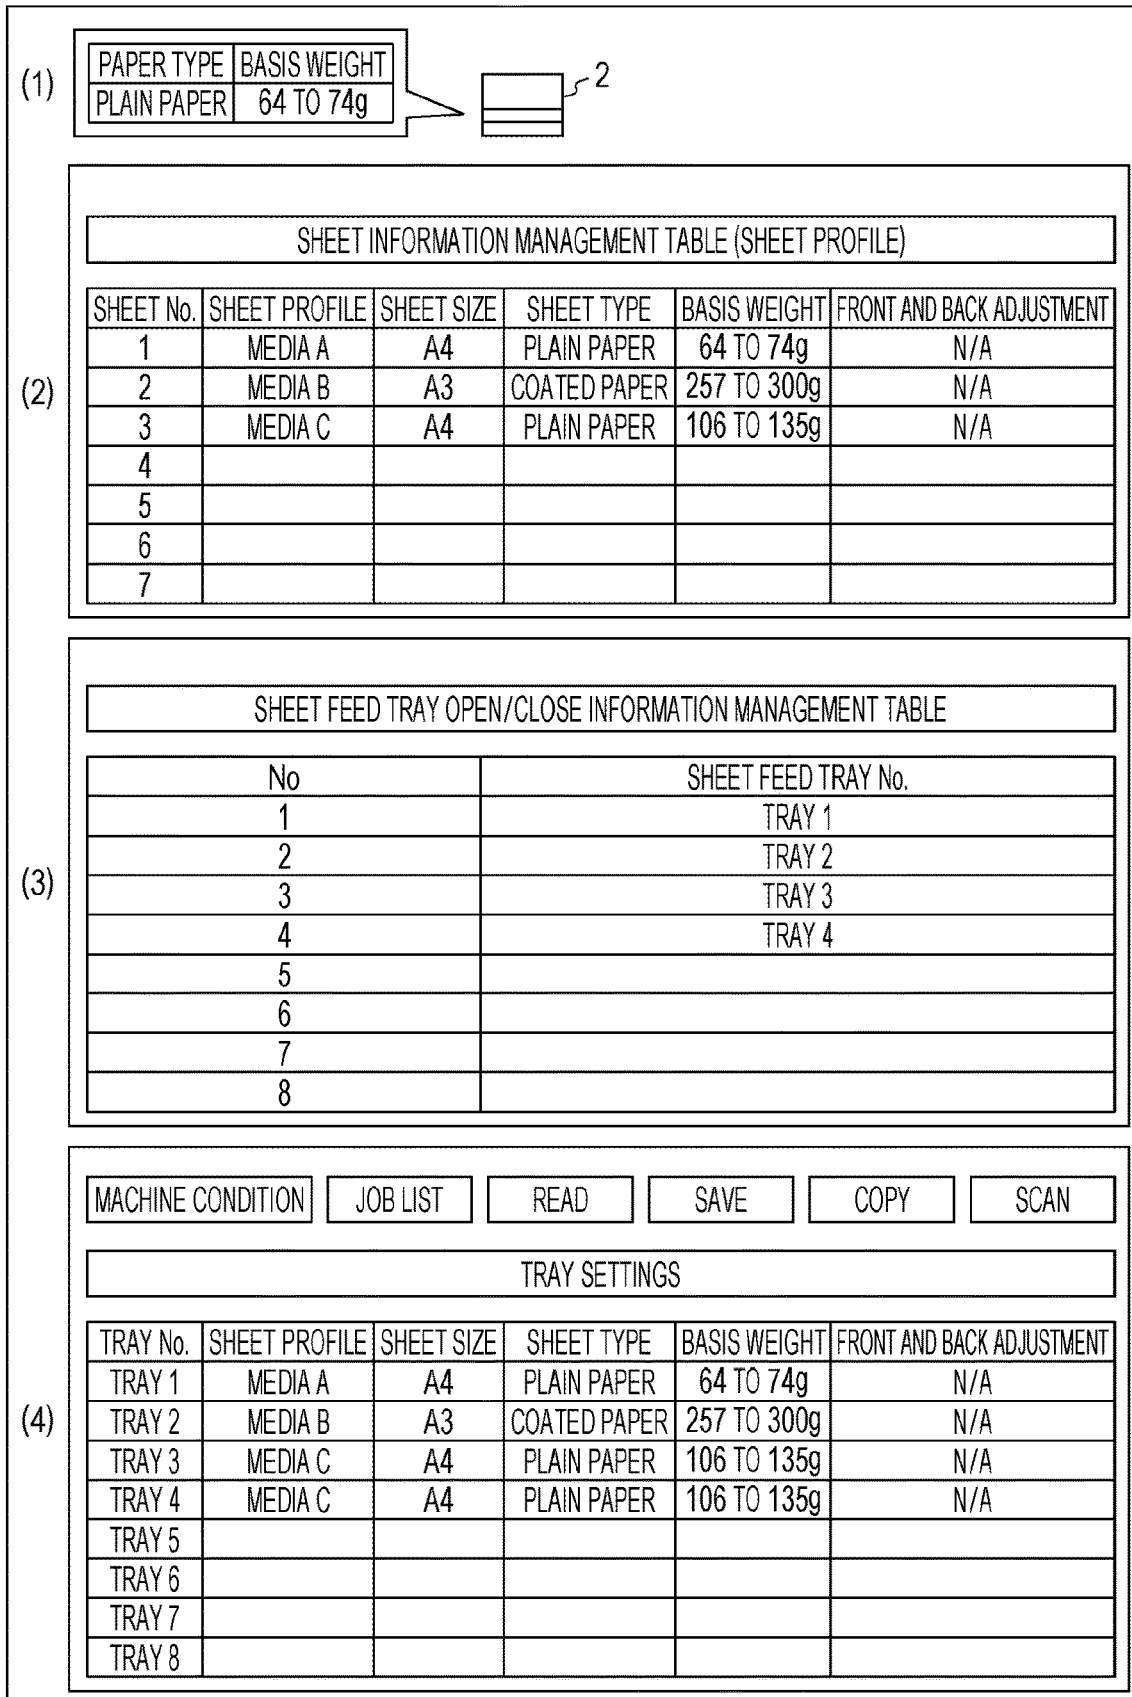 (1)
PAPER TYPE BASIS WEIGHT
PLAIN PAPER 64 TO 74g
2
(2)
SHEET INFORMATION MANAGEMENT TABLE (SHEET PROFILE)
SHEET No. SHEET PROFILE SHEET SIZE SHEET TYPE BASIS WEIGHT FRONT AND BACK ADJUSTMENT
1 MEDIA A A4 PLAIN PAPER 64 TO 74g N/A
2 MEDIA B A3 COATED PAPER 257 TO 300g N/A
3 MEDIA C A4 PLAIN PAPER 106 TO 135g N/A
4
5
6
7
(3)
SHEET FEED TRAY OPEN/CLOSE INFORMATION MANAGEMENT TABLE
No SHEET FEED TRAY No.
1 TRAY 1
2 TRAY 2
3 TRAY 3
4 TRAY 4
5
6
7
8
(4)
MACHINE CONDITION JOB LIST READ SAVE COPY SCAN
TRAY SETTINGS
TRAY No. SHEET PROFILE SHEET SIZE SHEET TYPE BASIS WEIGHT FRONT AND BACK ADJUSTMENT
TRAY 1 MEDIA A A4 PLAIN PAPER 64 TO 74g N/A
TRAY 2 MEDIA B A3 COATED PAPER 257 TO 300g N/A
TRAY 3 MEDIA C A4 PLAIN PAPER 106 TO 135g N/A
TRAY 4 MEDIA C A4 PLAIN PAPER 106 TO 135g N/A
TRAY 5
TRAY 6
TRAY 7
TRAY 8